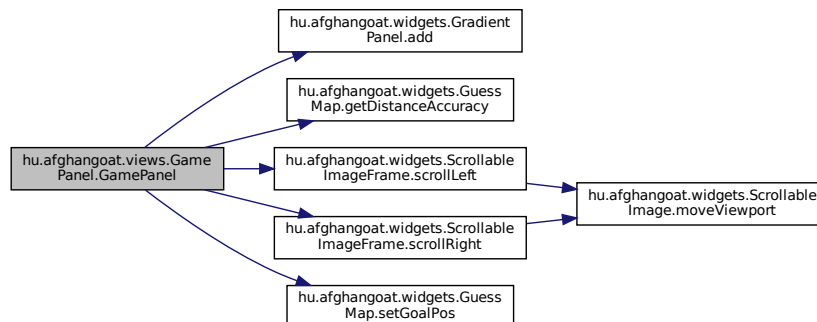 hu.afghangoat.widgets.Gradient
Panel.add
hu.afghangoat.widgets.Guess
Map.getDistanceAccuracy
hu.afghangoat.views.Game
Panel.GamePanel
hu.afghangoat.widgets.Scrollable
ImageFrame.scrollLeft
hu.afghangoat.widgets.Scrollable
Image.moveViewport
hu.afghangoat.widgets.Scrollable
ImageFrame.scrollRight
hu.afghangoat.widgets.Guess
Map.setGoalPos